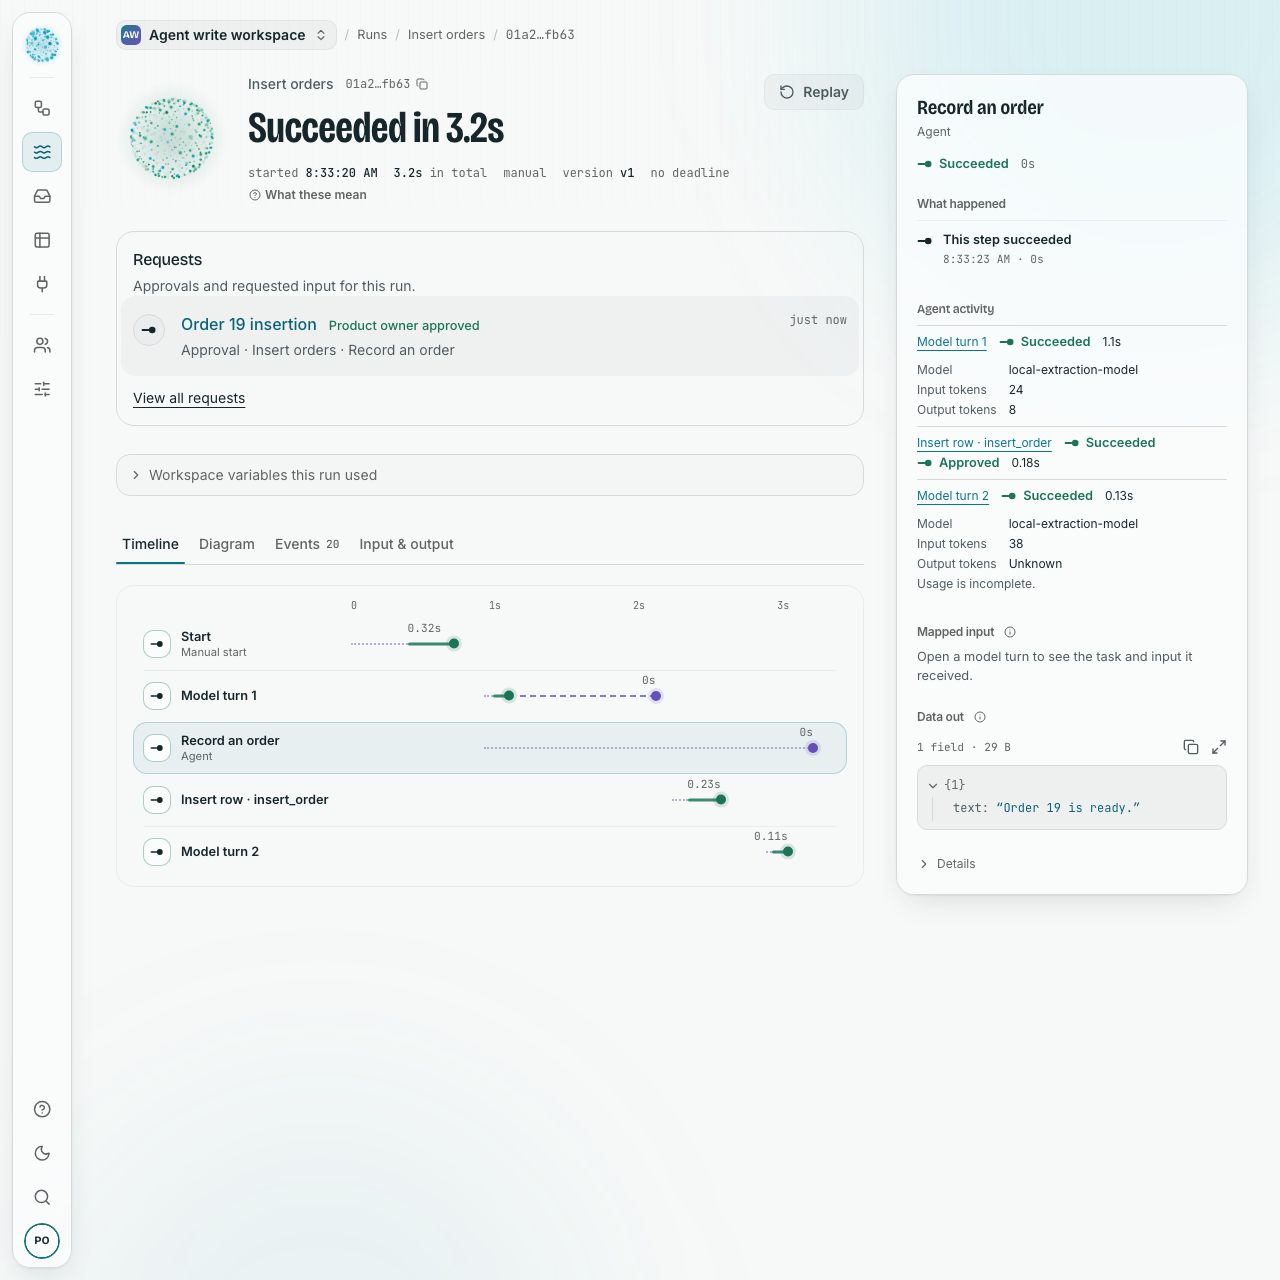 AW Agent write workspace / Runs / Insert orders / 01a2…fb63
Insert orders 01a2…fb63
Replay
Succeeded in 3.2s
started 8:33:20 AM 3.2s in total manual version v1 no deadline
What these mean
Requests
Approvals and requested input for this run.
Order 19 insertion Product owner approved just now
Approval · Insert orders · Record an order
View all requests
Workspace variables this run used
Timeline Diagram Events 20 Input & output
0 1s 2s 3s
0.32s
Start
Manual start
0s
Model turn 1
0s
Record an order
Agent
0.23s
Insert row · insert_order
0.11s
Model turn 2
Record an order
Agent
Succeeded 0s
What happened
This step succeeded
8:33:23 AM · 0s
Agent activity
Model turn 1 Succeeded 1.1s
Model local-extraction-model
Input tokens 24
Output tokens 8
Insert row · insert_order Succeeded
Approved 0.18s
Model turn 2 Succeeded 0.13s
Model local-extraction-model
Input tokens 38
Output tokens Unknown
Usage is incomplete.
Mapped input
Open a model turn to see the task and input it
received.
Data out
1 field · 29 B
{1}
text: “Order 19 is ready.”
Details
PO